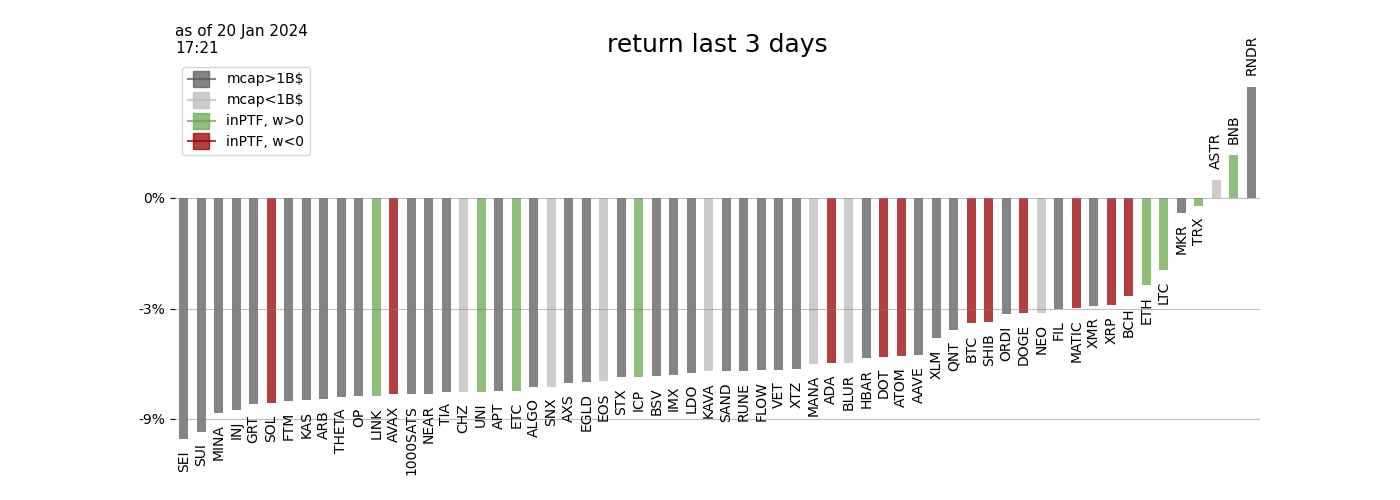 as of 20 Jan 2024
17:21
return last 3 days
mcap>1B$
mcap<1B$
inPTF, w>0
inPTF, w<0
0%
-3%
-9%
SEI
SUI
MINA
INJ
GRT
SOL
FTM
KAS
ARB
THETA
OP
LINK
AVAX
1000SATS
NEAR
TIA
CHZ
UNI
APT
ETC
ALGO
SNX
AXS
EGLD
EOS
STX
ICP
BSV
IMX
LDO
KAVA
SAND
RUNE
FLOW
VET
XTZ
MANA
ADA
BLUR
HBAR
DOT
ATOM
AAVE
XLM
QNT
BTC
SHIB
ORDI
DOGE
NEO
FIL
MATIC
XMR
XRP
BCH
ETH
LTC
MKR
TRX
ASTR
BNB
RNDR